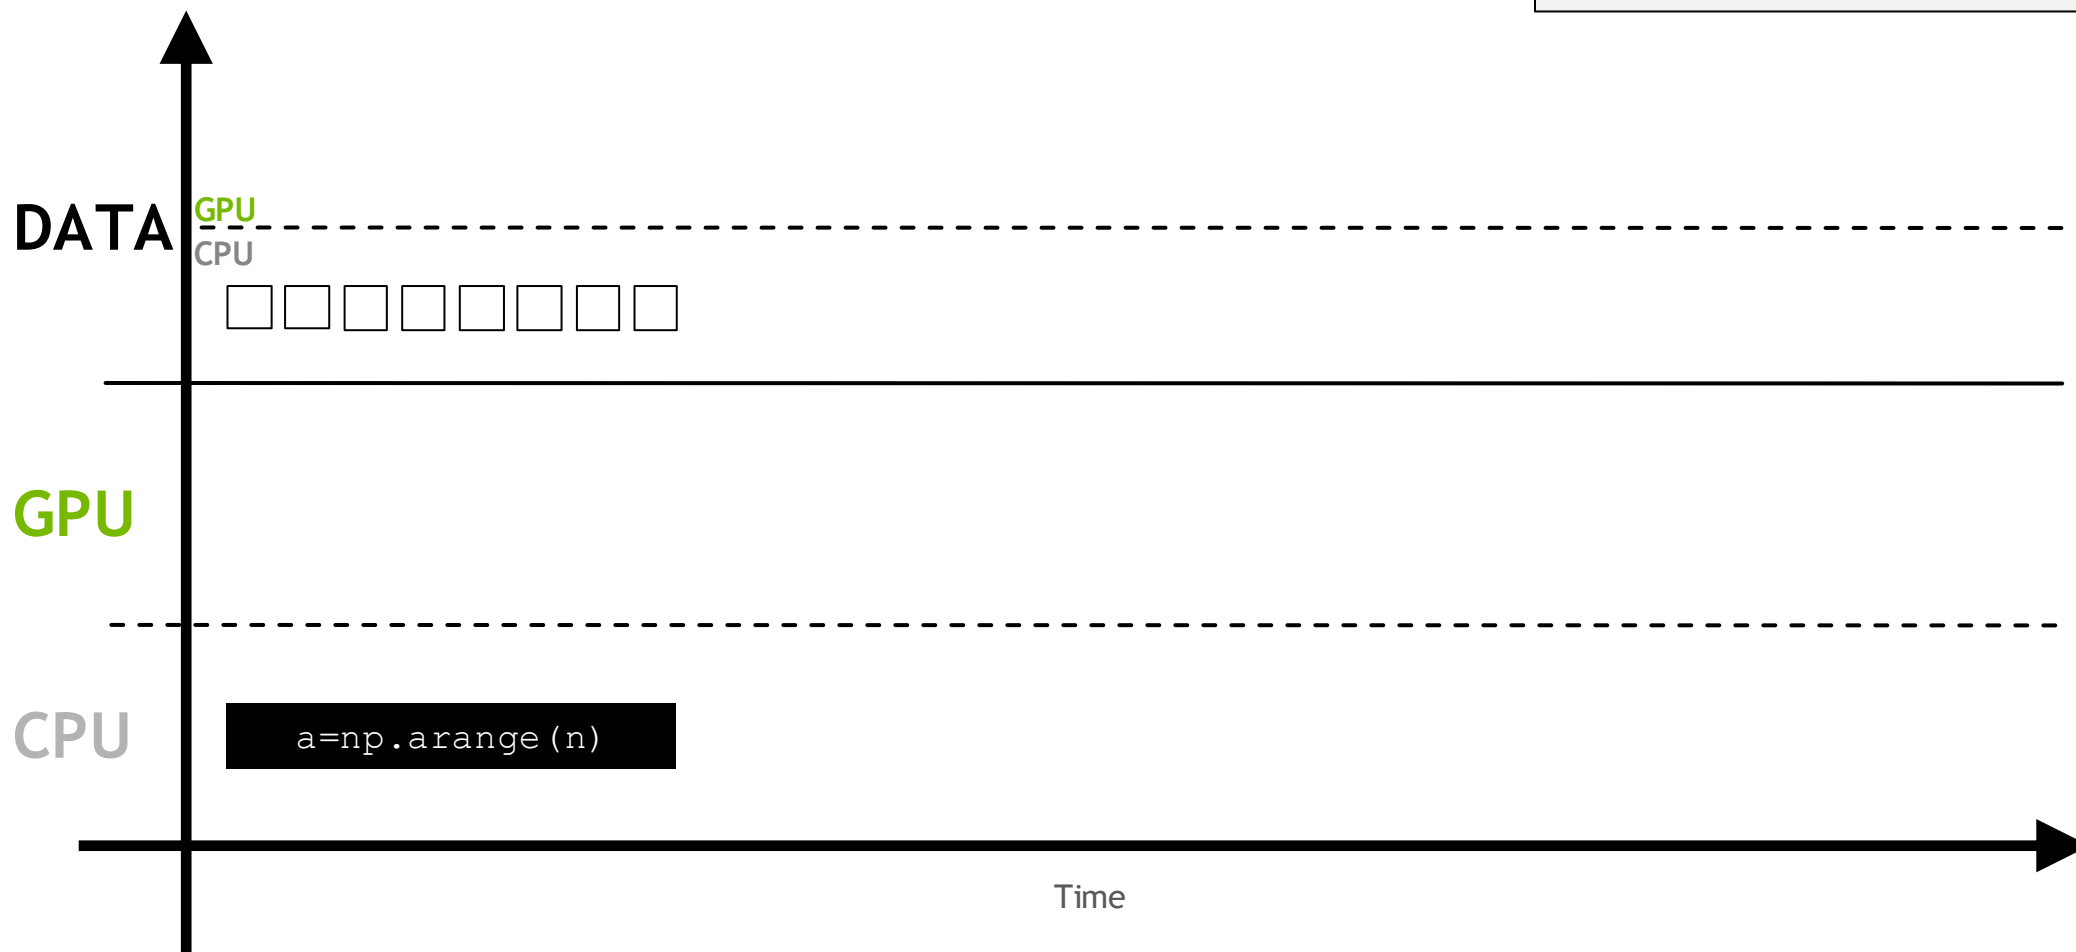 DATA
GPU
CPU
GPU
CPU
a=np.arange(n)
Time